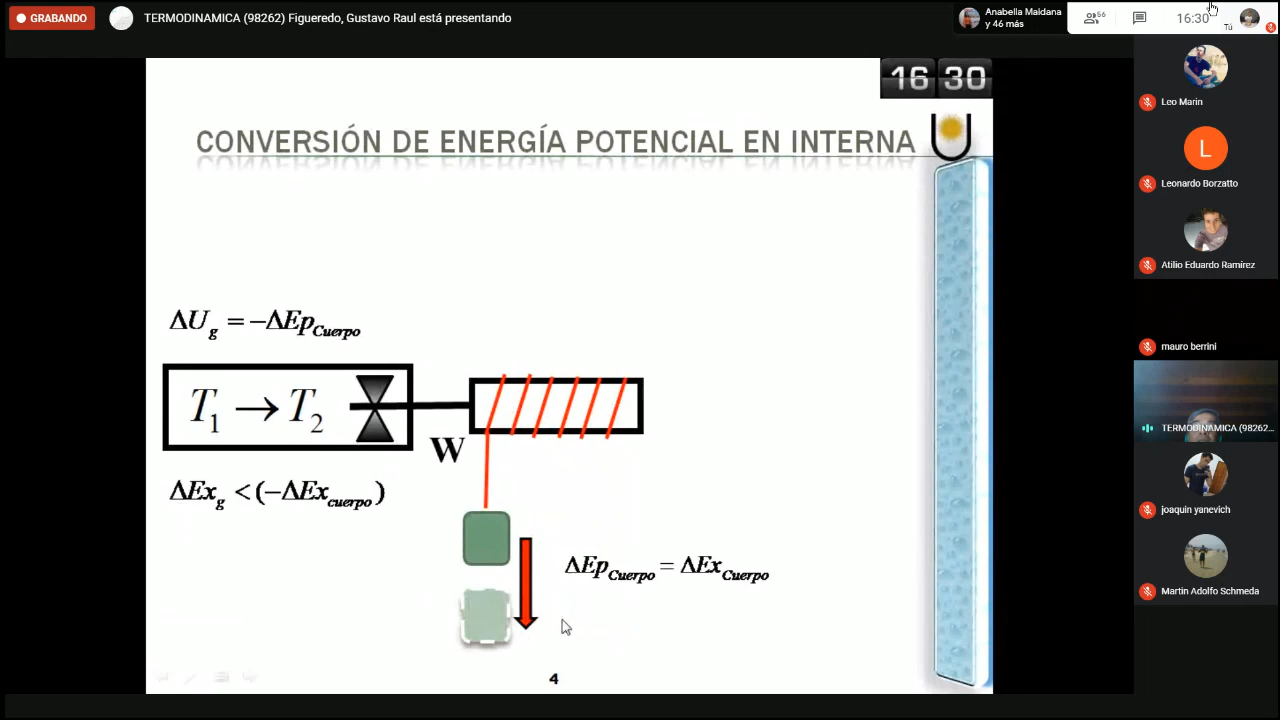 GRABANDO
TERMODINAMICA (98262) Figueredo, Gustavo Raul está presentando
Anabella Maidana
y 46 más
56
16:30
Tú
16 30
CONVERSIÓN DE ENERGÍA POTENCIAL EN INTERNA
ΔU_g = −ΔEp_Cuerpo
T_1 → T_2
W
ΔEx_g < (−ΔEx_cuerpo)
ΔEp_Cuerpo = ΔEx_Cuerpo
4
Leo Marin
L
Leonardo Borzatto
Atilio Eduardo Ramírez
mauro berrini
TERMODINAMICA (98262...
joaquin yanevich
Martin Adolfo Schmeda